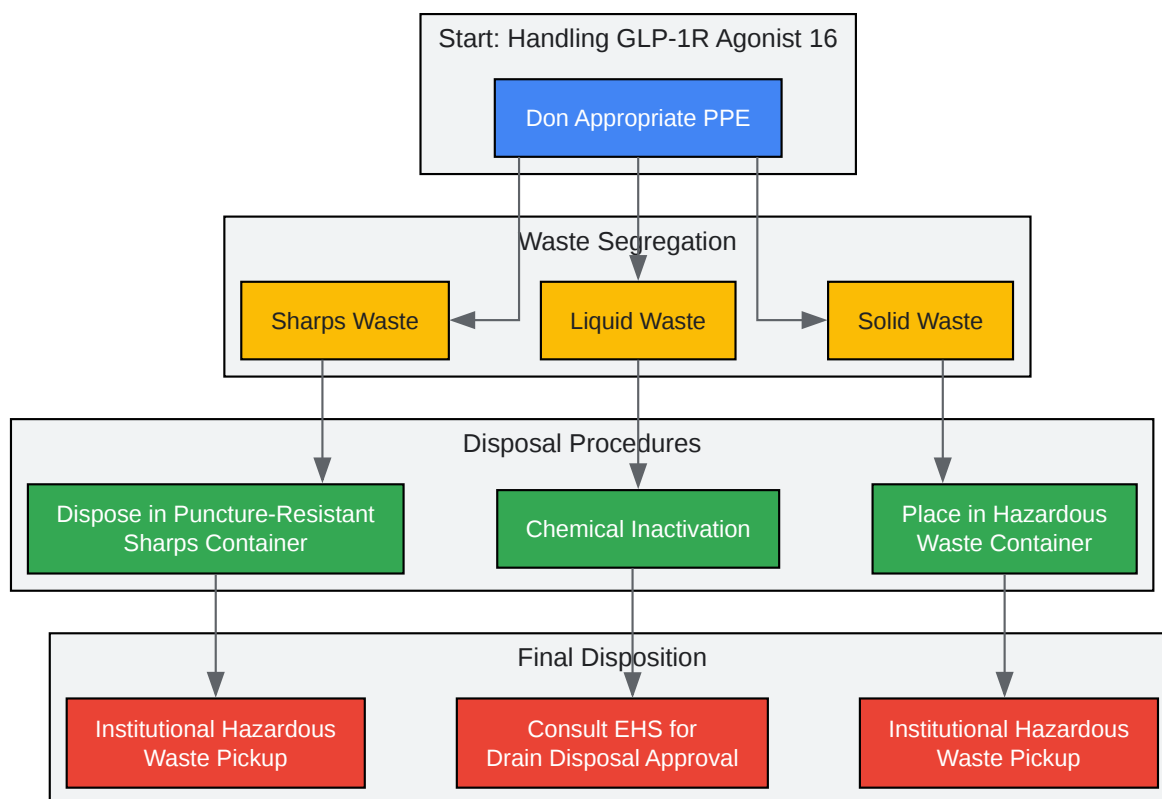 Start: Handling GLP-1R Agonist 16
Don Appropriate PPE
Waste Segregation
Sharps Waste
Liquid Waste
Solid Waste
Disposal Procedures
Dispose in Puncture-Resistant
Sharps Container
Chemical Inactivation
Place in Hazardous
Waste Container
Final Disposition
Institutional Hazardous
Waste Pickup
Consult EHS for
Drain Disposal Approval
Institutional Hazardous
Waste Pickup